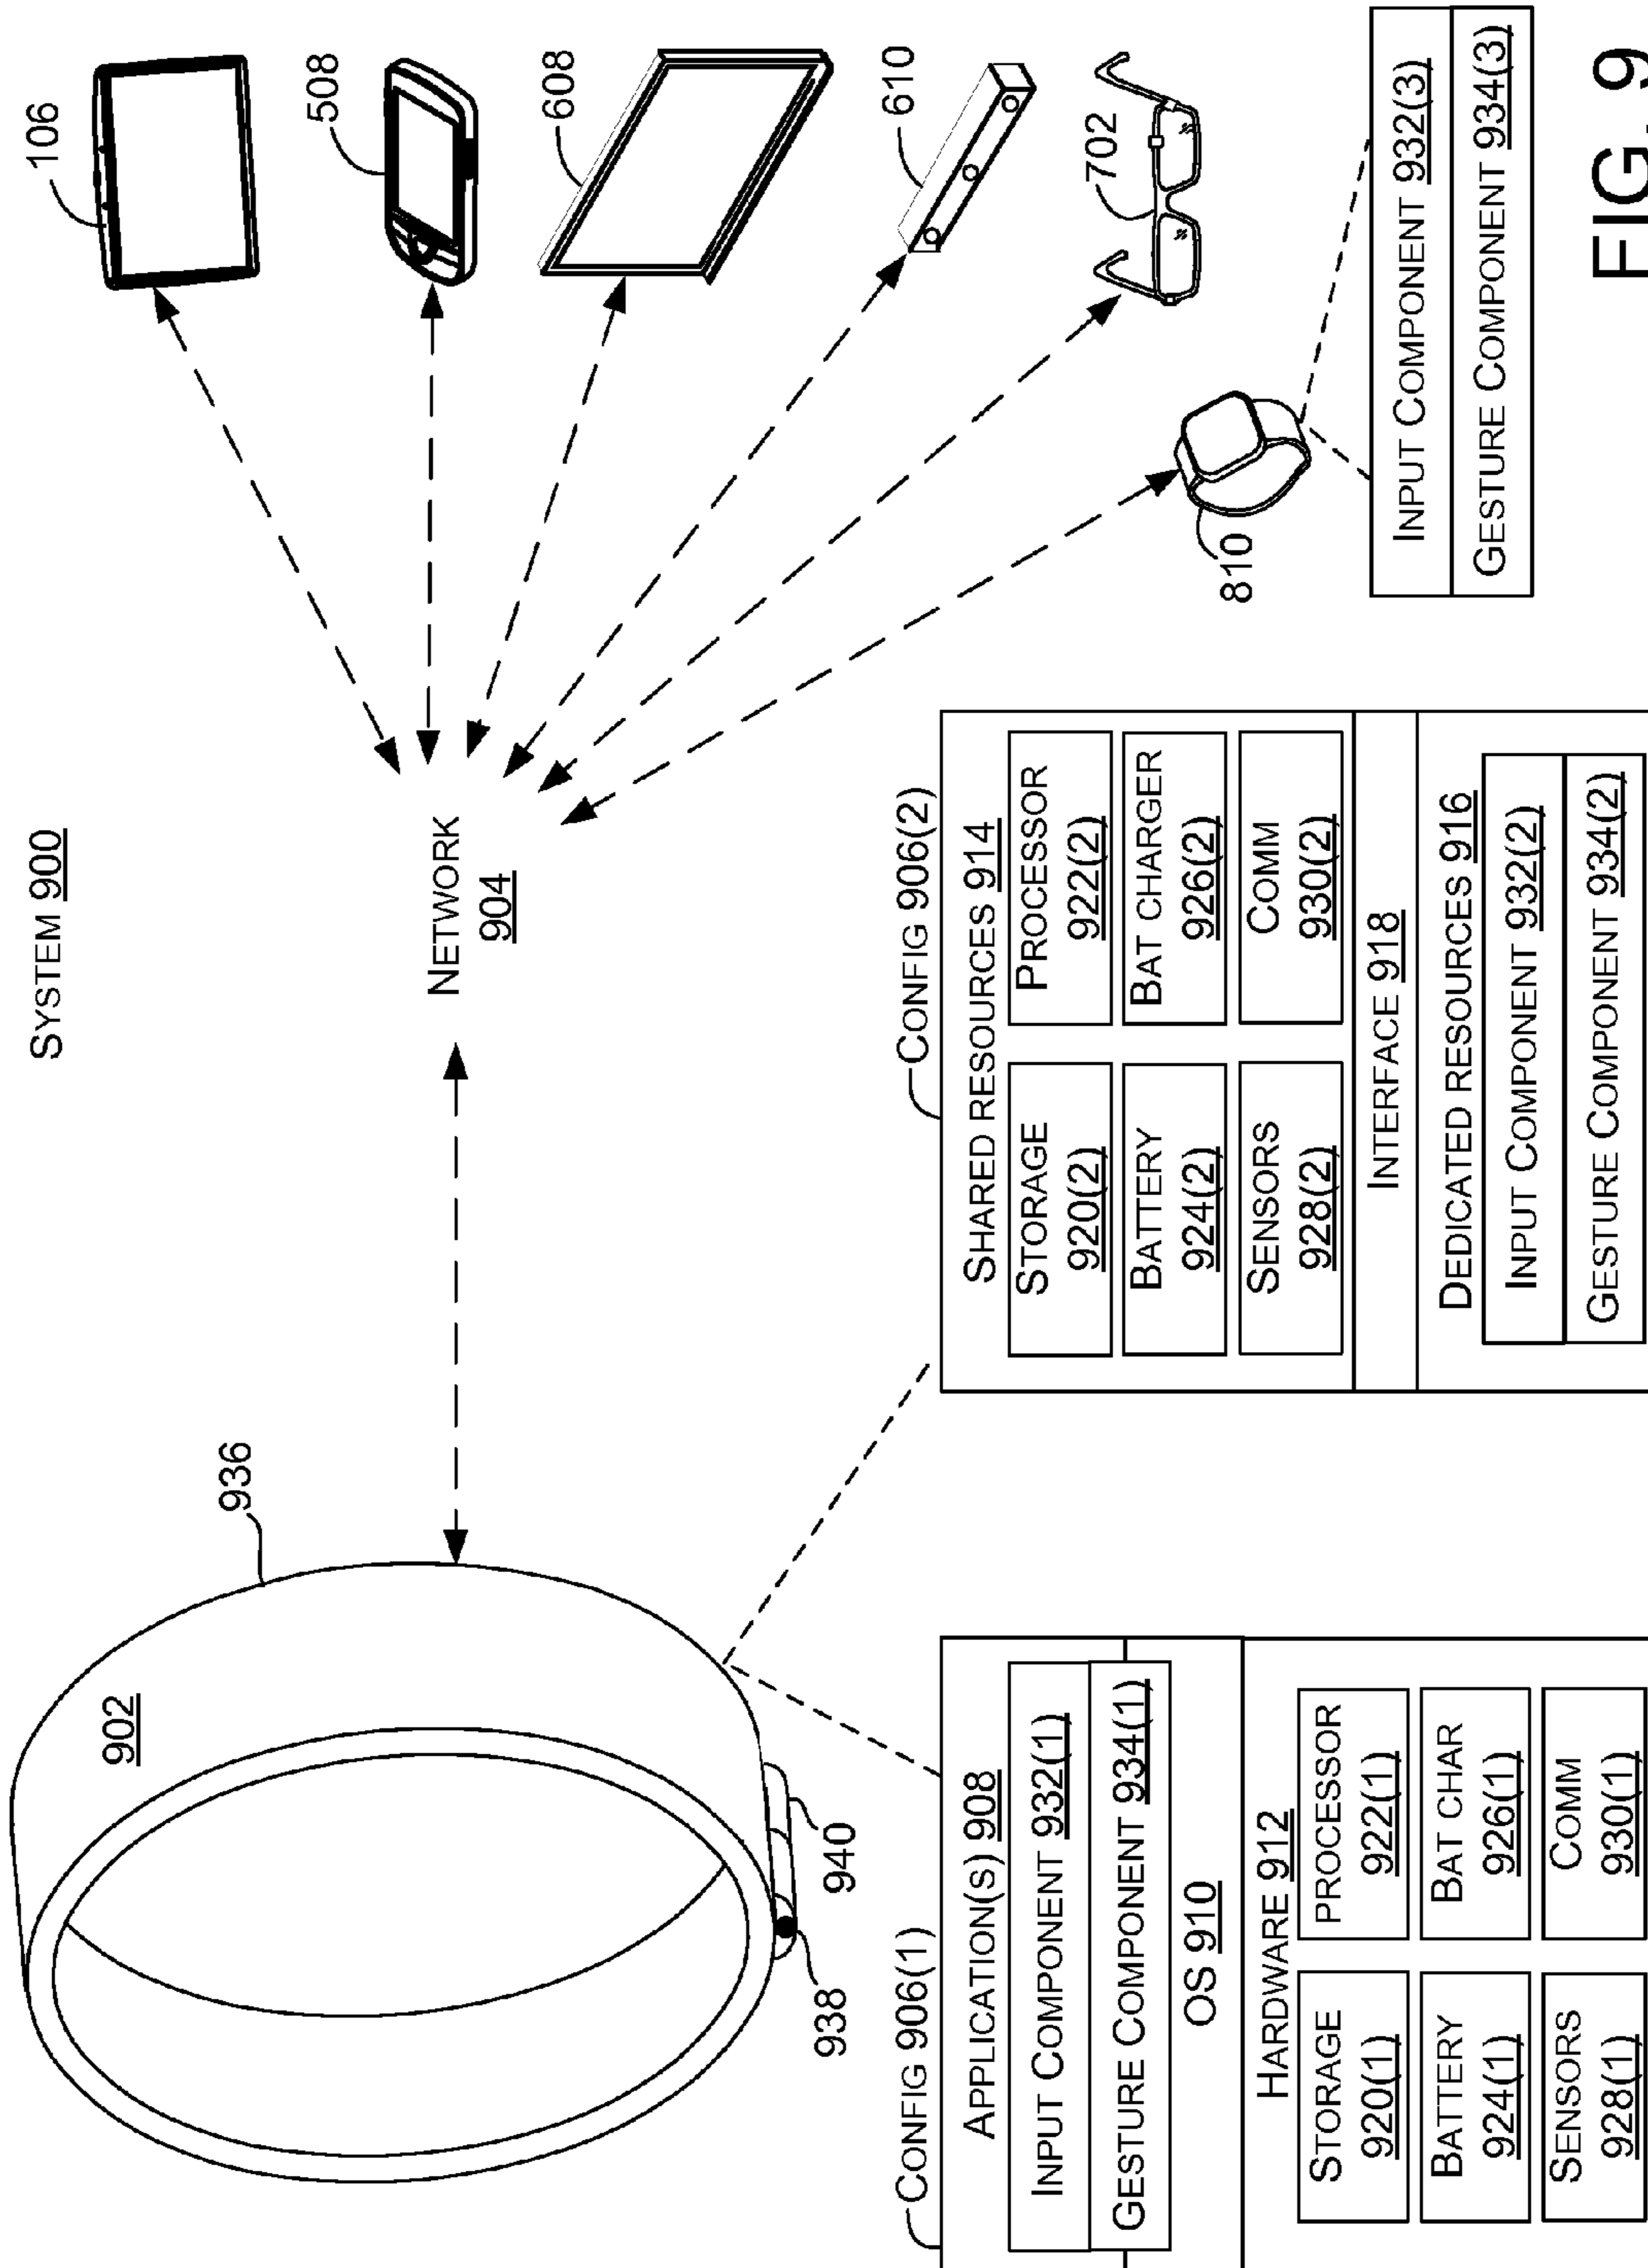 SYSTEM 900
902
936
938
940
NETWORK
904
106
508
608
610
702
810
CONFIG 906(1)
APPLICATION(S) 908
INPUT COMPONENT 932(1)
GESTURE COMPONENT 934(1)
OS 910
HARDWARE 912
STORAGE
920(1)
PROCESSOR
922(1)
BATTERY
924(1)
BAT CHAR
926(1)
SENSORS
928(1)
COMM
930(1)
CONFIG 906(2)
SHARED RESOURCES 914
STORAGE
920(2)
PROCESSOR
922(2)
BATTERY
924(2)
BAT CHARGER
926(2)
SENSORS
928(2)
COMM
930(2)
INTERFACE 918
DEDICATED RESOURCES 916
INPUT COMPONENT 932(2)
GESTURE COMPONENT 934(2)
INPUT COMPONENT 932(3)
GESTURE COMPONENT 934(3)
FIG. 9